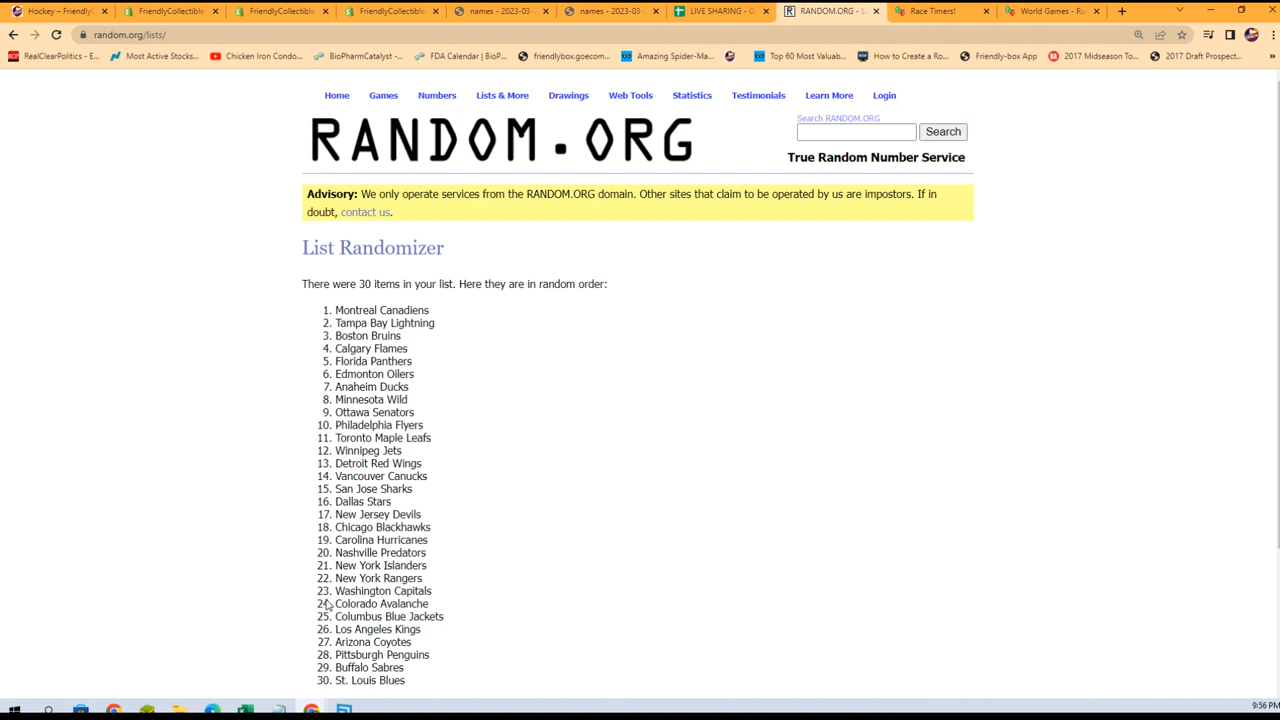 Hockey – FriendlyC
FriendlyCollectible
FriendlyCollectible
FriendlyCollectible
names - 2023-03-
names - 2023-03-
LIVE SHARING - G
RANDOM.ORG - L
Race Timers!
World Games - Ru
random.org/lists/
RealClearPolitics - E...
Most Active Stocks...
Chicken Iron Condo...
BioPharmCatalyst -...
FDA Calendar | BioP...
friendlybox.goecom...
Amazing Spider-Ma...
Top 60 Most Valuab...
How to Create a Ro...
Friendly-box App
2017 Midseason To...
2017 Draft Prospect...
Home Games Numbers Lists & More Drawings Web Tools Statistics Testimonials Learn More Login
RANDOM.ORG
Search RANDOM.ORG
Search
True Random Number Service
Advisory: We only operate services from the RANDOM.ORG domain. Other sites that claim to be operated by us are impostors. If in
doubt, contact us.
List Randomizer
There were 30 items in your list. Here they are in random order:
1. Montreal Canadiens
2. Tampa Bay Lightning
3. Boston Bruins
4. Calgary Flames
5. Florida Panthers
6. Edmonton Oilers
7. Anaheim Ducks
8. Minnesota Wild
9. Ottawa Senators
10. Philadelphia Flyers
11. Toronto Maple Leafs
12. Winnipeg Jets
13. Detroit Red Wings
14. Vancouver Canucks
15. San Jose Sharks
16. Dallas Stars
17. New Jersey Devils
18. Chicago Blackhawks
19. Carolina Hurricanes
20. Nashville Predators
21. New York Islanders
22. New York Rangers
23. Washington Capitals
24. Colorado Avalanche
25. Columbus Blue Jackets
26. Los Angeles Kings
27. Arizona Coyotes
28. Pittsburgh Penguins
29. Buffalo Sabres
30. St. Louis Blues
9:56 PM